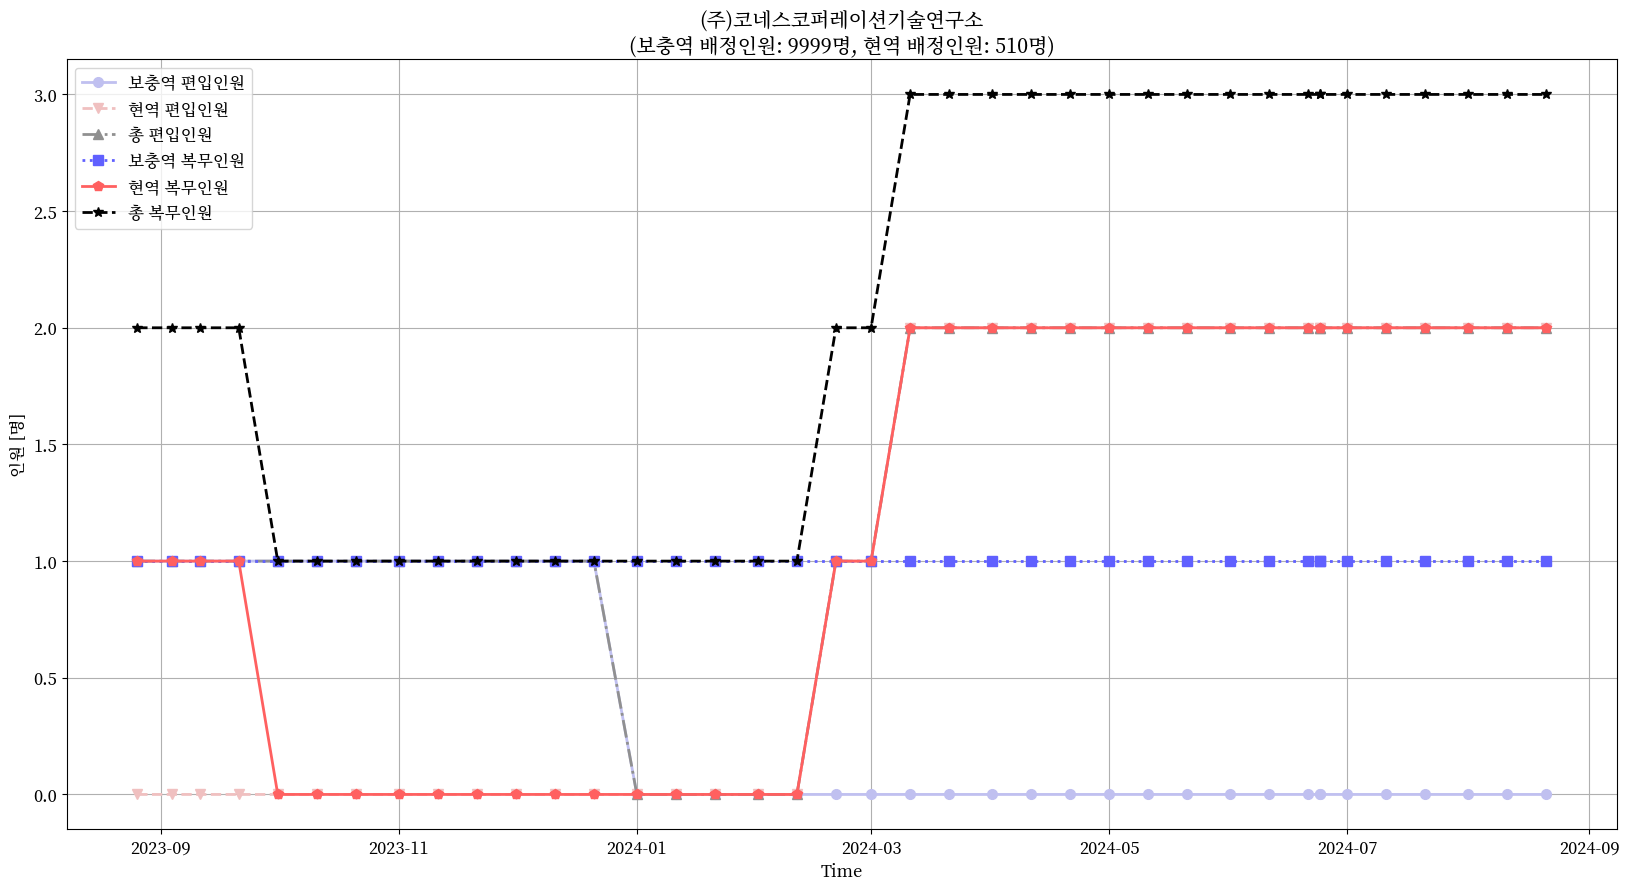 (주)코네스코퍼레이션기술연구소
(보충역 배정인원: 9999명, 현역 배정인원: 510명)
보충역 편입인원
현역 편입인원
총 편입인원
보충역 복무인원
현역 복무인원
총 복무인원
인원 [명]
3.0
2.5
2.0
1.5
1.0
0.5
0.0
2023-09
2023-11
2024-01
2024-03
2024-05
2024-07
2024-09
Time